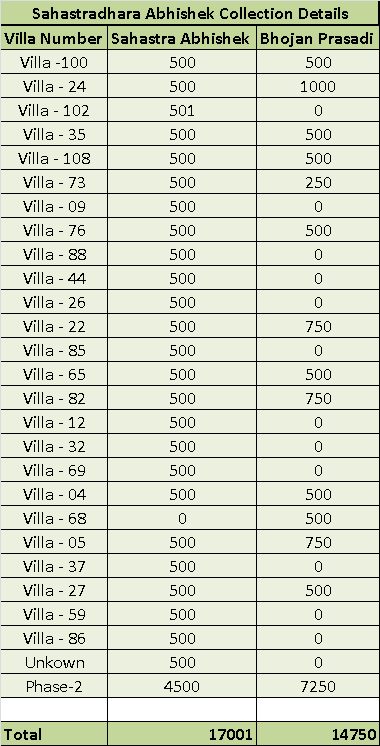 Sahastradhara Abhishek Collection Details
Villa Number Sahastra Abhishek Bhojan Prasadi
Villa -100 500 500
Villa - 24 500 1000
Villa - 102 501 0
Villa - 35 500 500
Villa - 108 500 500
Villa - 73 500 250
Villa - 09 500 0
Villa - 76 500 500
Villa - 88 500 0
Villa - 44 500 0
Villa - 26 500 0
Villa - 22 500 750
Villa - 85 500 0
Villa - 65 500 500
Villa - 82 500 750
Villa - 12 500 0
Villa - 32 500 0
Villa - 69 500 0
Villa - 04 500 500
Villa - 68 0 500
Villa - 05 500 750
Villa - 37 500 0
Villa - 27 500 500
Villa - 59 500 0
Villa - 86 500 0
Unkown 500 0
Phase-2 4500 7250
Total 17001 14750